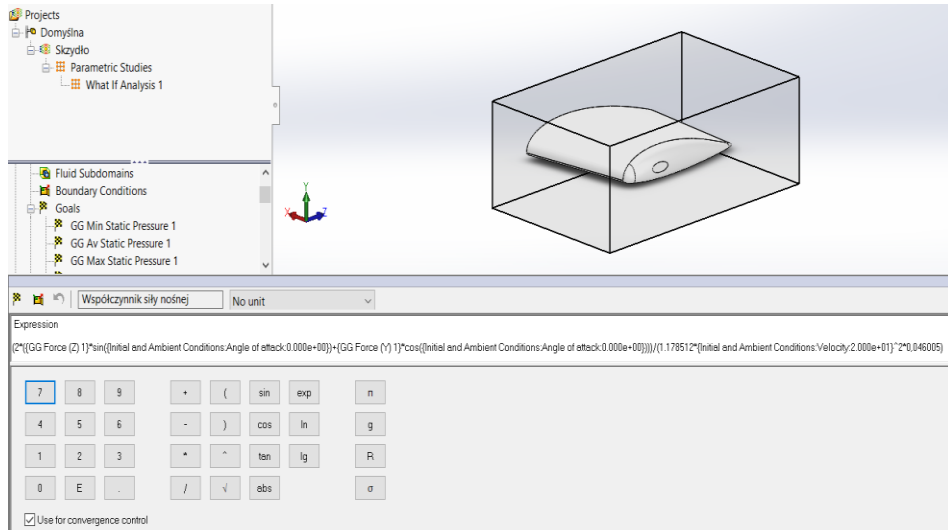 Projects
Domyślna
Skzydło
Parametric Studies
What If Analysis 1
Fluid Subdomains
Boundary Conditions
Goals
GG Min Static Pressure 1
GG Av Static Pressure 1
GG Max Static Pressure 1
Y
X Z
Współczynnik siły nośnej No unit
Expression
(2*({GG Force (Z) 1}*sin({Initial and Ambient Conditions:Angle of attack:0.000e+00})+{GG Force (Y) 1}*cos({Initial and Ambient Conditions:Angle of attack:0.000e+00})))/(1.178512*{Initial and Ambient Conditions:Velocity:2.000e+01}^2*0,046005)
7 8 9 + ( sin exp π
4 5 6 - ) cos ln g
1 2 3 * ^ tan lg R
0 E . / √ abs σ
Use for convergence control